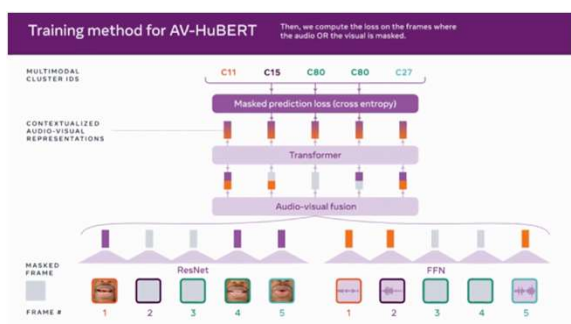 Training method for AV-HuBERT
Then, we compute the loss on the frames where
the audio OR the visual is masked.
MULTIMODAL
CLUSTER IDS
C11 C15 C80 C80 C27
Masked prediction loss (cross entropy)
CONTEXTUALIZED
AUDIO-VISUAL
REPRESENTATIONS
Transformer
Audio-visual fusion
MASKED
FRAME
ResNet FFN
FRAME # 1 2 3 4 5 1 2 3 4 5